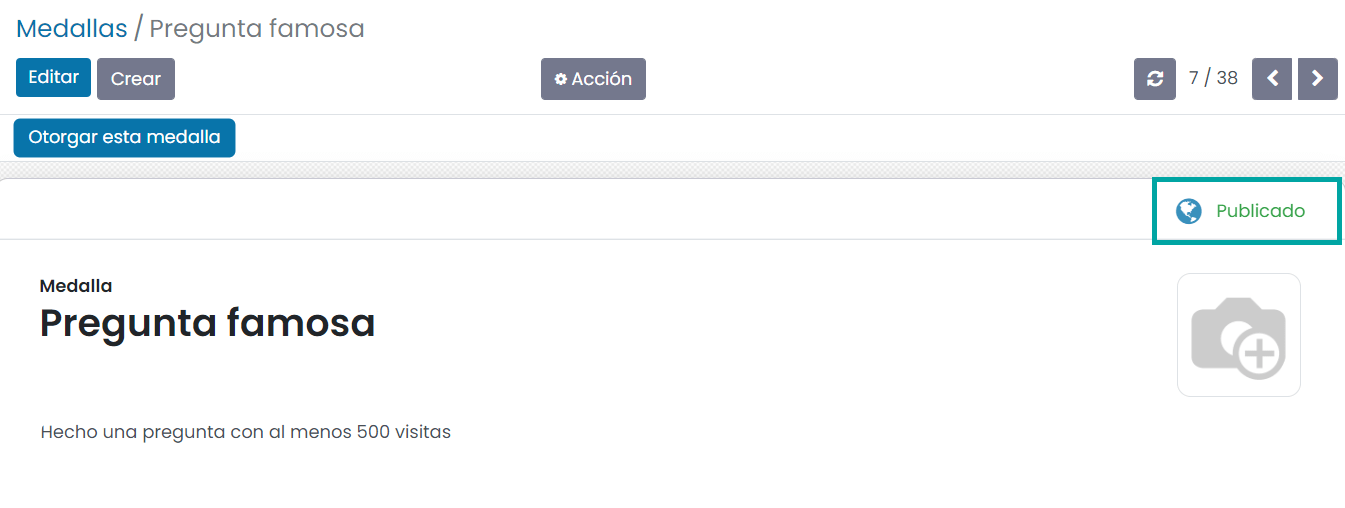 Medallas / Pregunta famosa
Editar Crear Acción 7 / 38
Otorgar esta medalla
Publicado
Medalla
Pregunta famosa
Hecho una pregunta con al menos 500 visitas